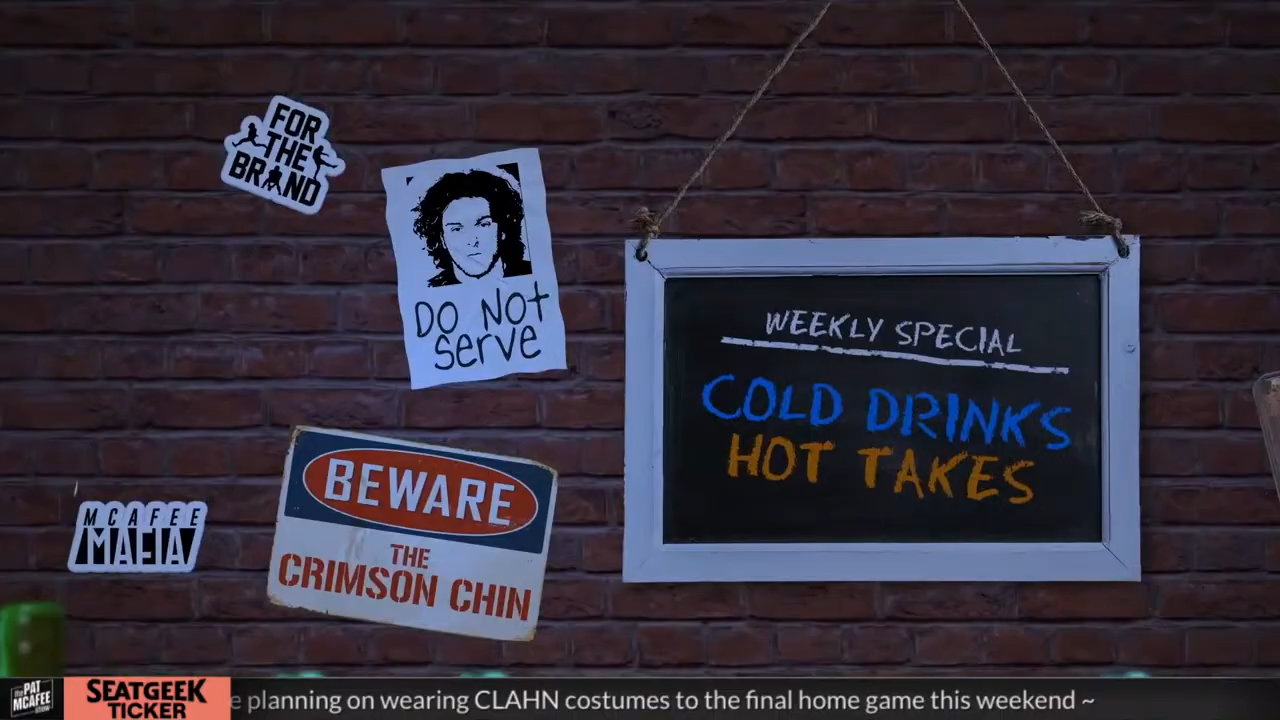 FOR
THE
BRAND
DO NOT
SERVE
WEEKLY SPECIAL
COLD DRINKS
HOT TAKES
BEWARE
THE
CRIMSON CHIN
MCAFEE
MAFIA
the PAT
MCAFEE
SHOW
SEATGEEK
TICKER
e planning on wearing CLAHN costumes to the final home game this weekend ~